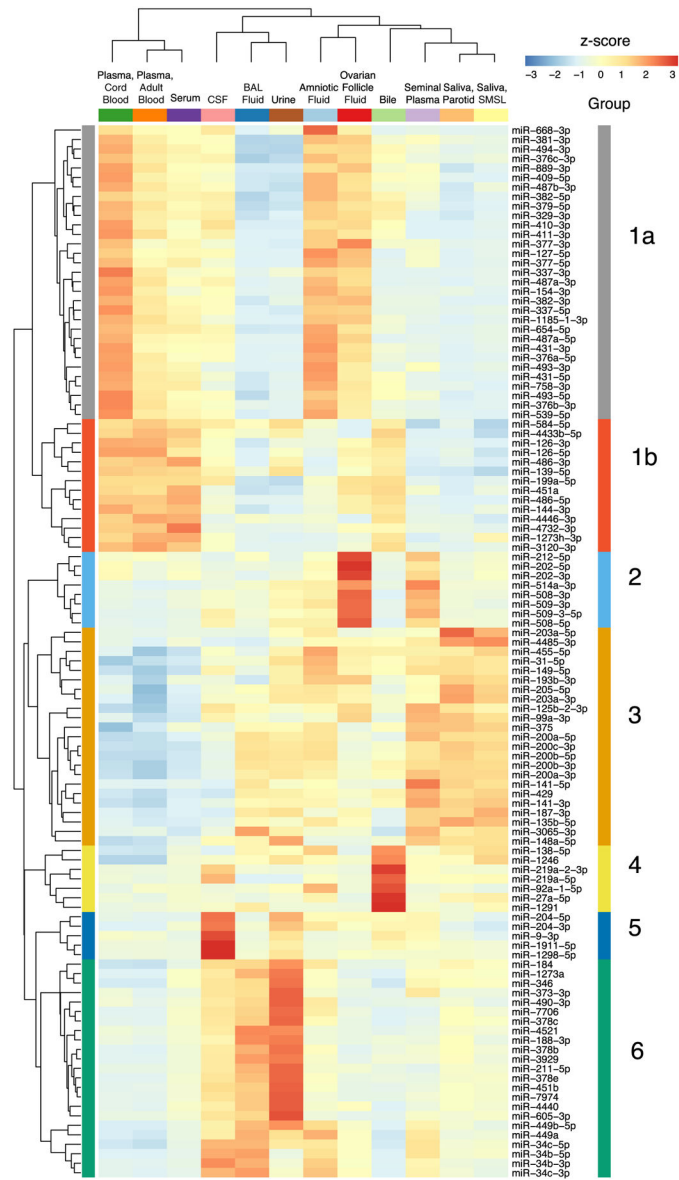 z-score
−3 −2 −1 0 1 2 3
Group
Plasma, Cord Blood
Plasma, Adult Blood
Serum
CSF
BAL Fluid
Urine
Amniotic Fluid
Ovarian Follicle Fluid
Bile
Seminal Plasma
Saliva, Parotid
Saliva, SMSL
miR−668−3p
miR−381−3p
miR−494−3p
miR−376c−3p
miR−889−3p
miR−409−5p
miR−487b−3p
miR−382−5p
miR−379−5p
miR−329−3p
miR−410−3p
miR−411−3p
miR−377−3p
miR−127−5p
miR−377−5p
miR−337−3p
miR−487a−3p
miR−154−3p
miR−382−3p
miR−337−5p
miR−1185−1−3p
miR−654−5p
miR−487a−5p
miR−431−3p
miR−376a−5p
miR−493−3p
miR−431−5p
miR−758−3p
miR−493−5p
miR−376b−3p
miR−539−5p
1a
miR−584−5p
miR−4433b−5p
miR−126−3p
miR−126−5p
miR−486−3p
miR−139−5p
miR−199a−5p
miR−451a
miR−486−5p
miR−144−3p
miR−4446−3p
miR−4732−3p
miR−1273h−3p
miR−3120−3p
1b
miR−212−5p
miR−202−5p
miR−202−3p
miR−514a−3p
miR−508−3p
miR−509−3p
miR−509−3−5p
miR−508−5p
2
miR−203a−5p
miR−4485−3p
miR−455−5p
miR−31−5p
miR−149−5p
miR−193b−3p
miR−205−5p
miR−203a−3p
miR−125b−2−3p
miR−99a−3p
miR−375
miR−200a−5p
miR−200c−3p
miR−200b−5p
miR−200b−3p
miR−200a−3p
miR−141−5p
miR−429
miR−141−3p
miR−187−3p
miR−135b−5p
miR−3065−3p
miR−148a−5p
3
miR−138−5p
miR−1246
miR−219a−2−3p
miR−219a−5p
miR−92a−1−5p
miR−27a−5p
miR−1291
4
miR−204−5p
miR−204−3p
miR−9−3p
miR−1911−5p
miR−1298−5p
5
miR−184
miR−1273a
miR−346
miR−373−3p
miR−490−3p
miR−7706
miR−378c
miR−4521
miR−188−3p
miR−378b
miR−3929
miR−211−5p
miR−378e
miR−451b
miR−7974
miR−4440
miR−605−3p
miR−449b−5p
miR−449a
miR−34c−5p
miR−34b−5p
miR−34b−3p
miR−34c−3p
6